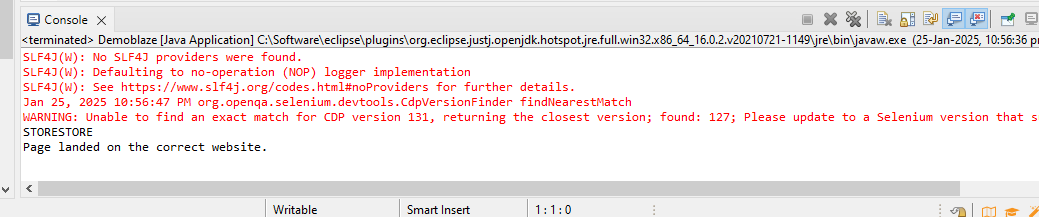 Console
<terminated> Demoblaze [Java Application] C:\Software\eclipse\plugins\org.eclipse.justj.openjdk.hotspot.jre.full.win32.x86_64_16.0.2.v20210721-1149\jre\bin\javaw.exe (25-Jan-2025, 10:56:36 p
SLF4J(W): No SLF4J providers were found.
SLF4J(W): Defaulting to no-operation (NOP) logger implementation
SLF4J(W): See https://www.slf4j.org/codes.html#noProviders for further details.
Jan 25, 2025 10:56:47 PM org.openqa.selenium.devtools.CdpVersionFinder findNearestMatch
WARNING: Unable to find an exact match for CDP version 131, returning the closest version; found: 127; Please update to a Selenium version that s
STORESTORE
Page landed on the correct website.
Writable Smart Insert 1 : 1 : 0